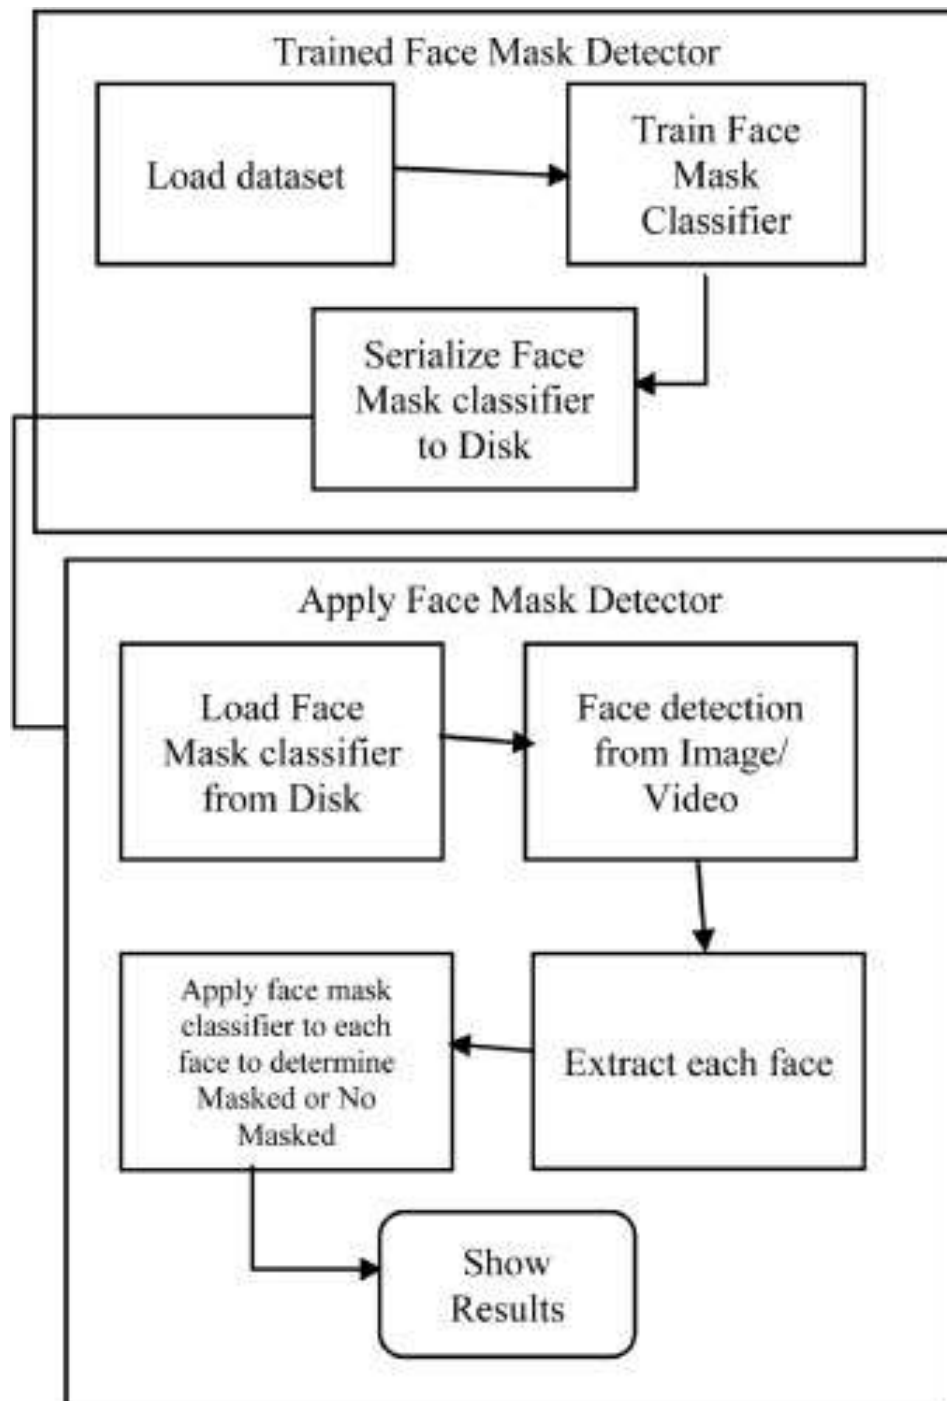 Trained Face Mask Detector
Load dataset
Train Face
Mask
Classifier
Serialize Face
Mask classifier
to Disk
Apply Face Mask Detector
Load Face
Mask classifier
from Disk
Face detection
from Image/
Video
Extract each face
Apply face mask
classifier to each
face to determine
Masked or No
Masked
Show
Results